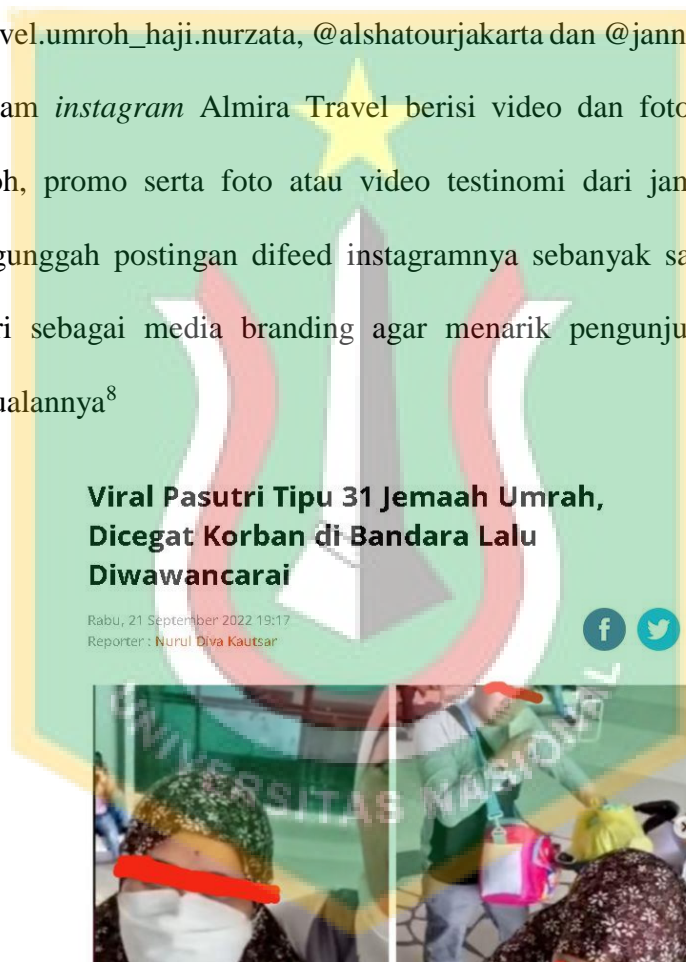 vel.umroh_haji.nurzata, @alshatourjakarta dan @jann
am instagram Almira Travel berisi video dan foto
oh, promo serta foto atau video testinomi dari jan
gunggah postingan difeed instagramnya sebanyak sa
ri sebagai media branding agar menarik pengunju
ualannya8
Viral Pasutri Tipu 31 Jemaah Umrah,
Dicegat Korban di Bandara Lalu
Diwawancarai
Rabu, 21 September 2022 19:17
Reporter : Nurul Diva Kautsar
UNIVERSITAS NASIONAL